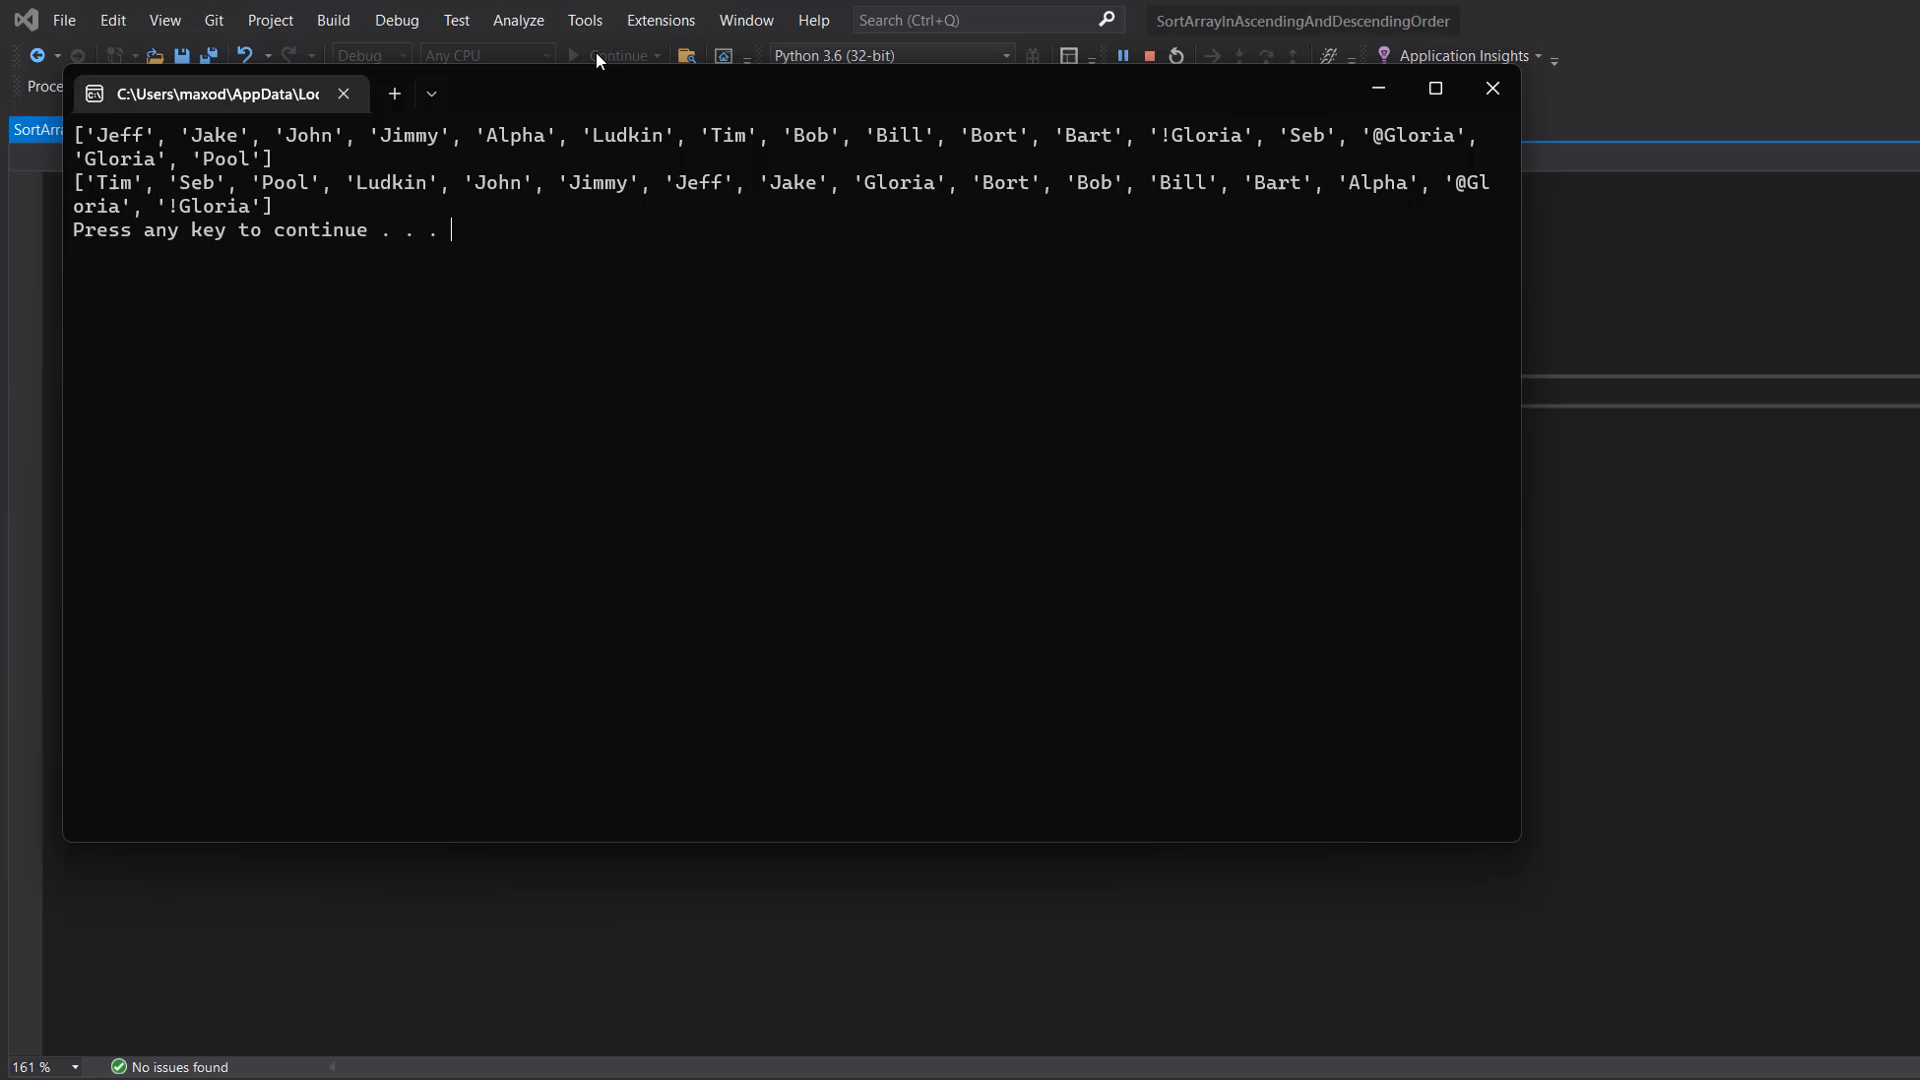 File Edit View Git Project Build Debug Test Analyze Tools Extensions Window Help Search (Ctrl+Q) SortArrayInAscendingAndDescendingOrder
Debug Any CPU Continue Python 3.6 (32-bit) Application Insights
Proce
C:\Users\maxod\AppData\Loc
SortArra
['Jeff', 'Jake', 'John', 'Jimmy', 'Alpha', 'Ludkin', 'Tim', 'Bob', 'Bill', 'Bort', 'Bart', '!Gloria', 'Seb', '@Gloria',
'Gloria', 'Pool']
['Tim', 'Seb', 'Pool', 'Ludkin', 'John', 'Jimmy', 'Jeff', 'Jake', 'Gloria', 'Bort', 'Bob', 'Bill', 'Bart', 'Alpha', '@Gl
oria', '!Gloria']
Press any key to continue . . .
161 % No issues found